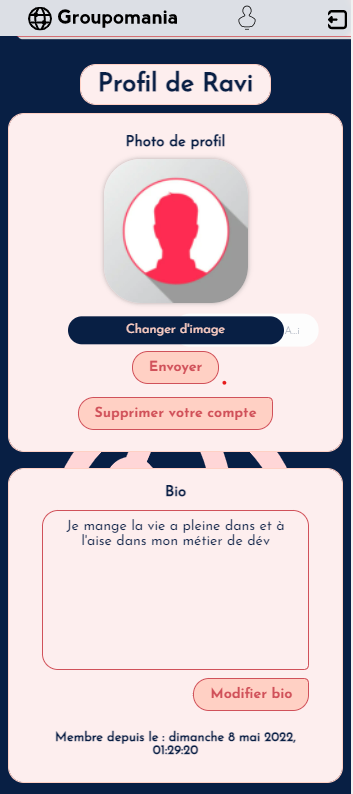 Groupomania
Profil de Ravi
Photo de profil
Changer d'image
Envoyer
Supprimer votre compte
Bio
Je mange la vie a pleine dans et à
l'aise dans mon métier de dév
Modifier bio
Membre depuis le : dimanche 8 mai 2022,
01:29:20